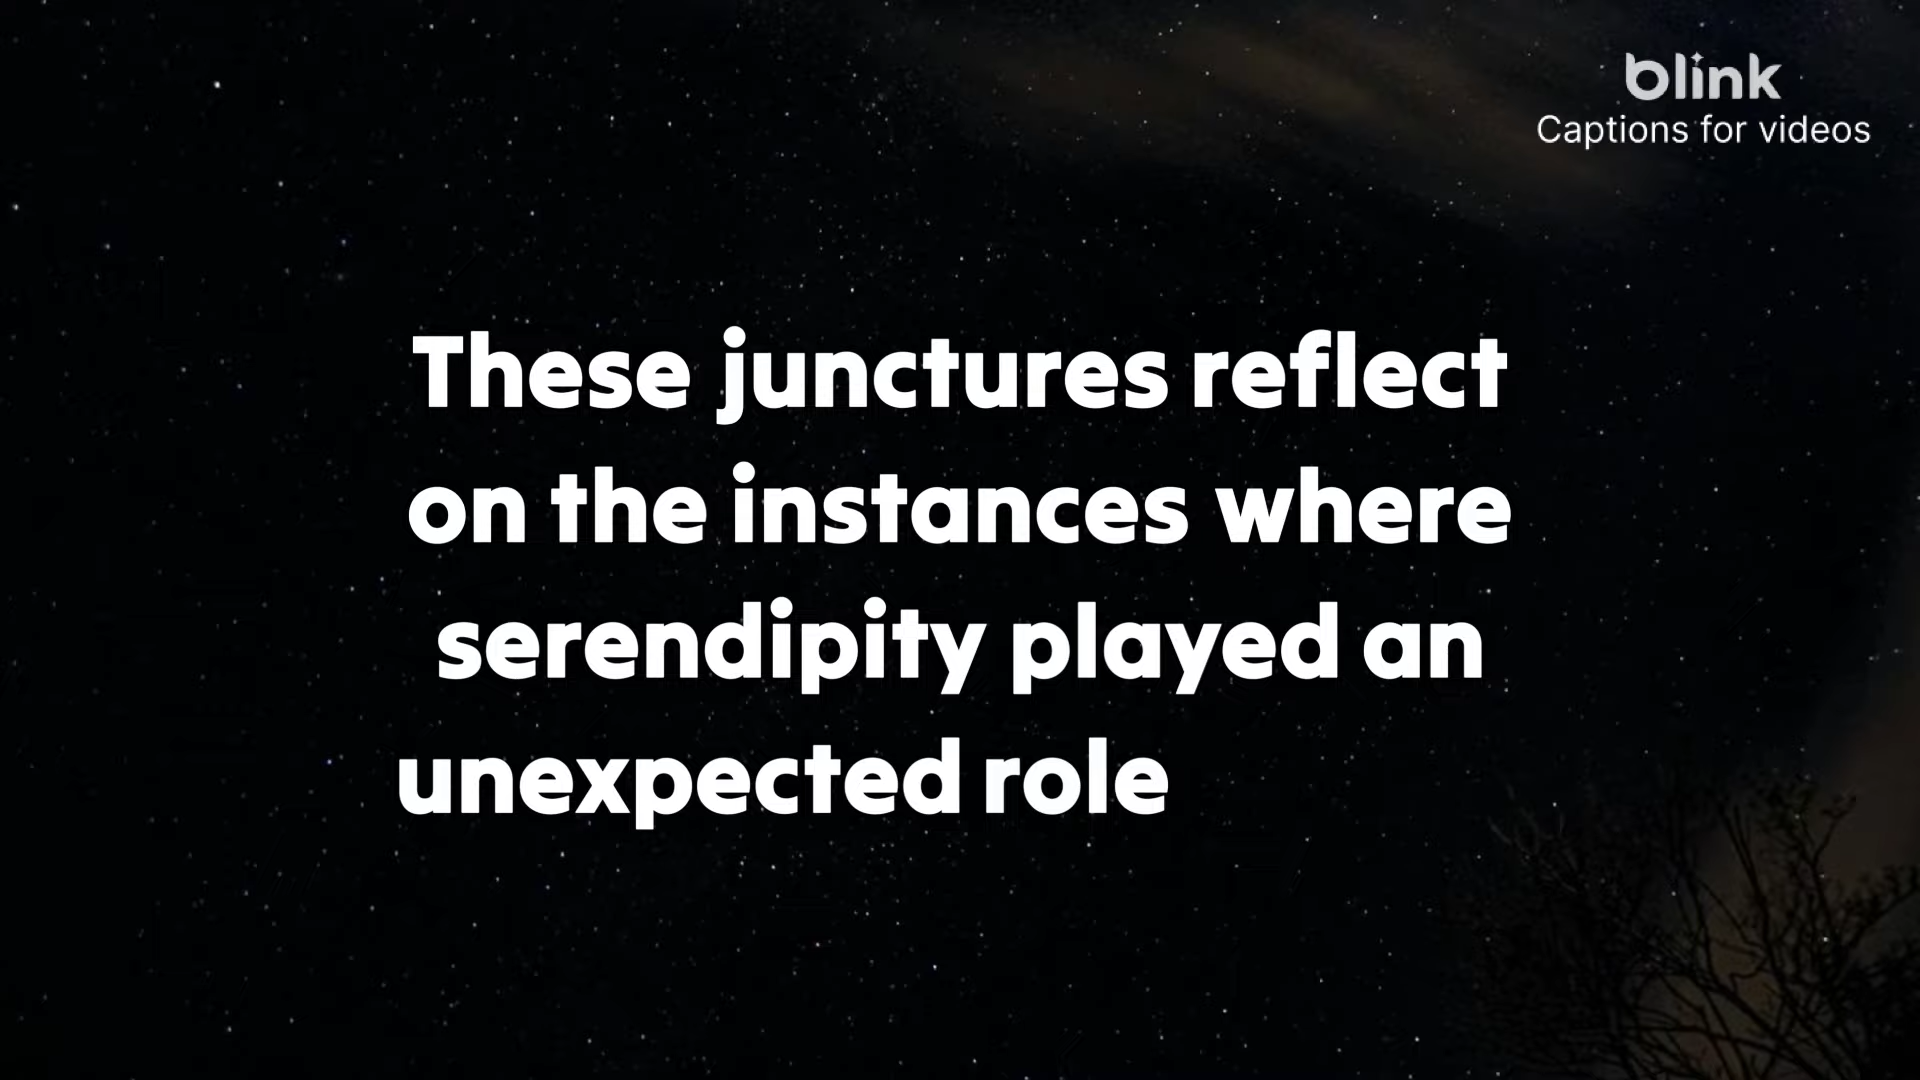 blink
Captions for videos
These junctures reflect
on the instances where
serendipity played an
unexpected role